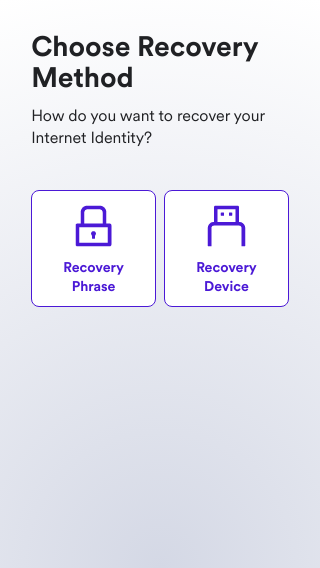 Choose Recovery
Method
How do you want to recover your
Internet Identity?
Recovery
Phrase
Recovery
Device